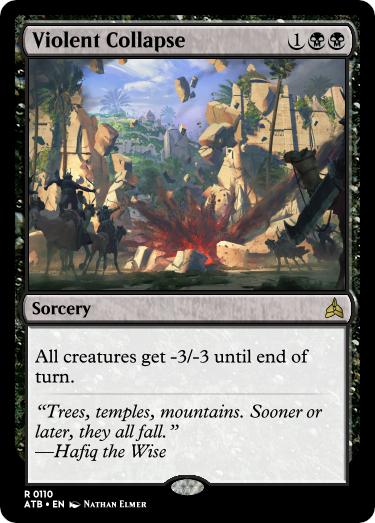 Violent Collapse 1
Sorcery
All creatures get -3/-3 until end of
turn.
“Trees, temples, mountains. Sooner or
later, they all fall.”
—Hafiq the Wise
R 0110
ATB • EN NATHAN ELMER